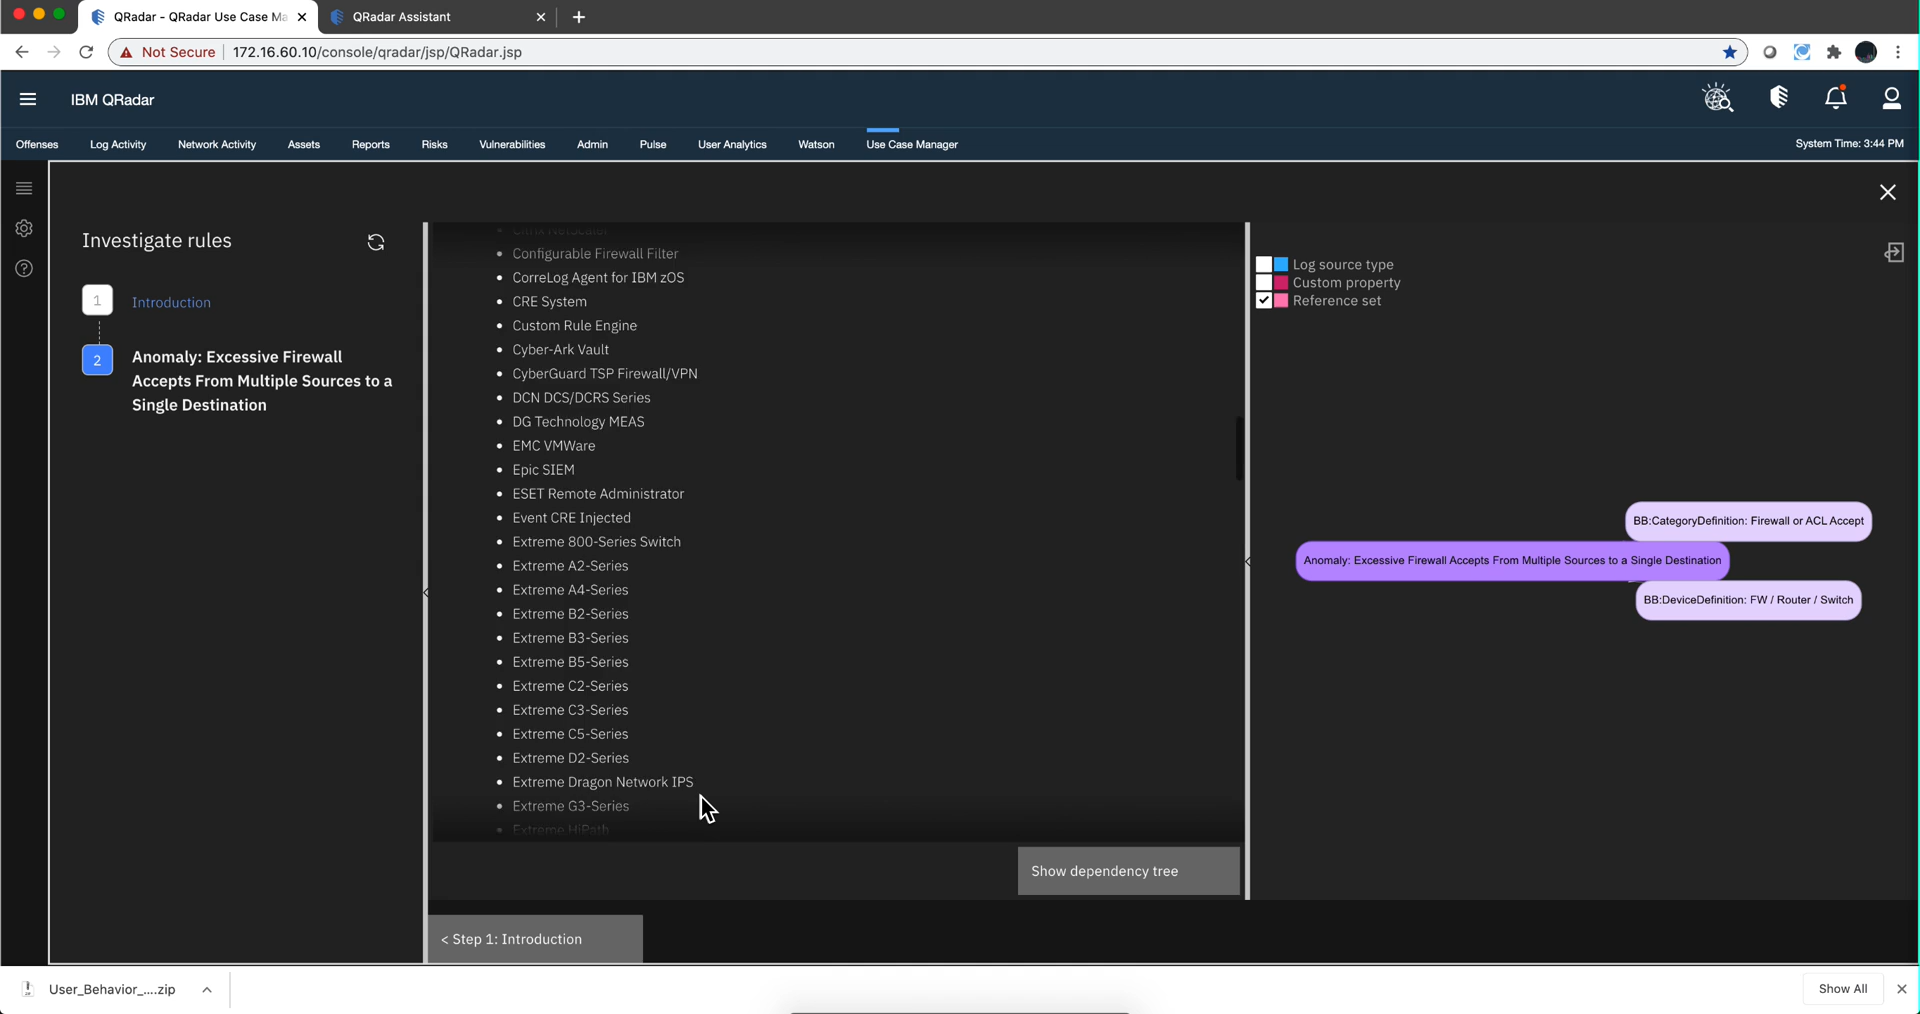 QRadar - QRadar Use Case Ma
QRadar Assistant
Not Secure
172.16.60.10/console/qradar/jsp/QRadar.jsp
IBM QRadar
Offenses
Log Activity
Network Activity
Assets
Reports
Risks
Vulnerabilities
Admin
Pulse
User Analytics
Watson
Use Case Manager
System Time: 3:44 PM
Investigate rules
1
Introduction
2
Anomaly: Excessive Firewall
Accepts From Multiple Sources to a
Single Destination
Configurable Firewall Filter
CorreLog Agent for IBM zOS
CRE System
Custom Rule Engine
Cyber-Ark Vault
CyberGuard TSP Firewall/VPN
DCN DCS/DCRS Series
DG Technology MEAS
EMC VMWare
Epic SIEM
ESET Remote Administrator
Event CRE Injected
Extreme 800-Series Switch
Extreme A2-Series
Extreme A4-Series
Extreme B2-Series
Extreme B3-Series
Extreme B5-Series
Extreme C2-Series
Extreme C3-Series
Extreme C5-Series
Extreme D2-Series
Extreme Dragon Network IPS
Extreme G3-Series
Extreme HiPath
Show dependency tree
< Step 1: Introduction
Log source type
Custom property
Reference set
BB:CategoryDefinition: Firewall or ACL Accept
Anomaly: Excessive Firewall Accepts From Multiple Sources to a Single Destination
BB:DeviceDefinition: FW / Router / Switch
User_Behavior_....zip
Show All